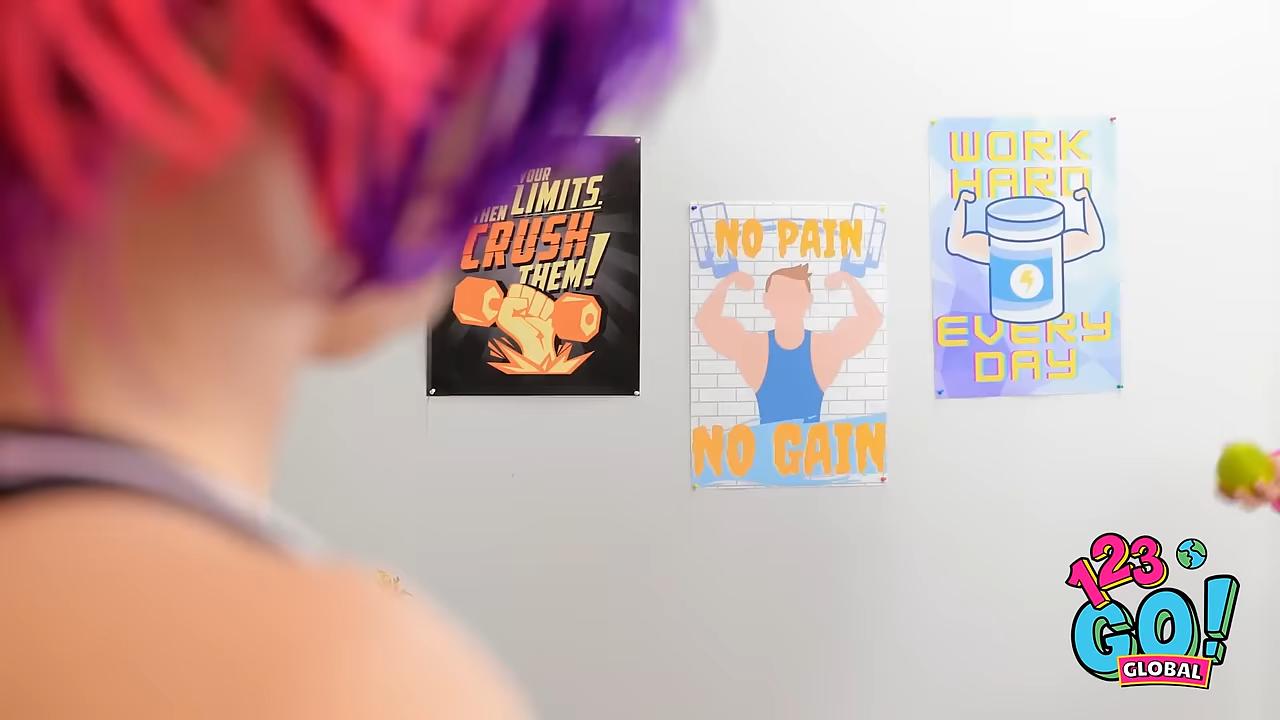 YOUR
LIMITS.
THEN
CRUSH
THEM!
NO PAIN
NO GAIN
WORK
HARD
EVERY
DAY
123
GO!
GLOBAL